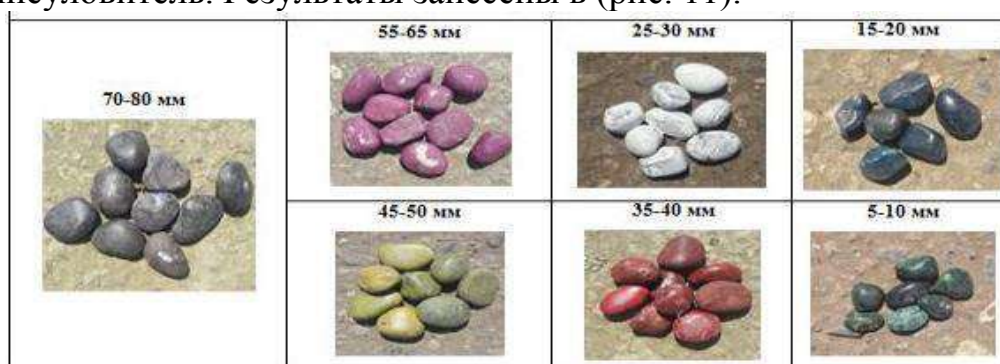 Результаты занесены в (рис. 11).
70-80 мм
55-65 мм
25-30 мм
15-20 мм
45-50 мм
35-40 мм
5-10 мм